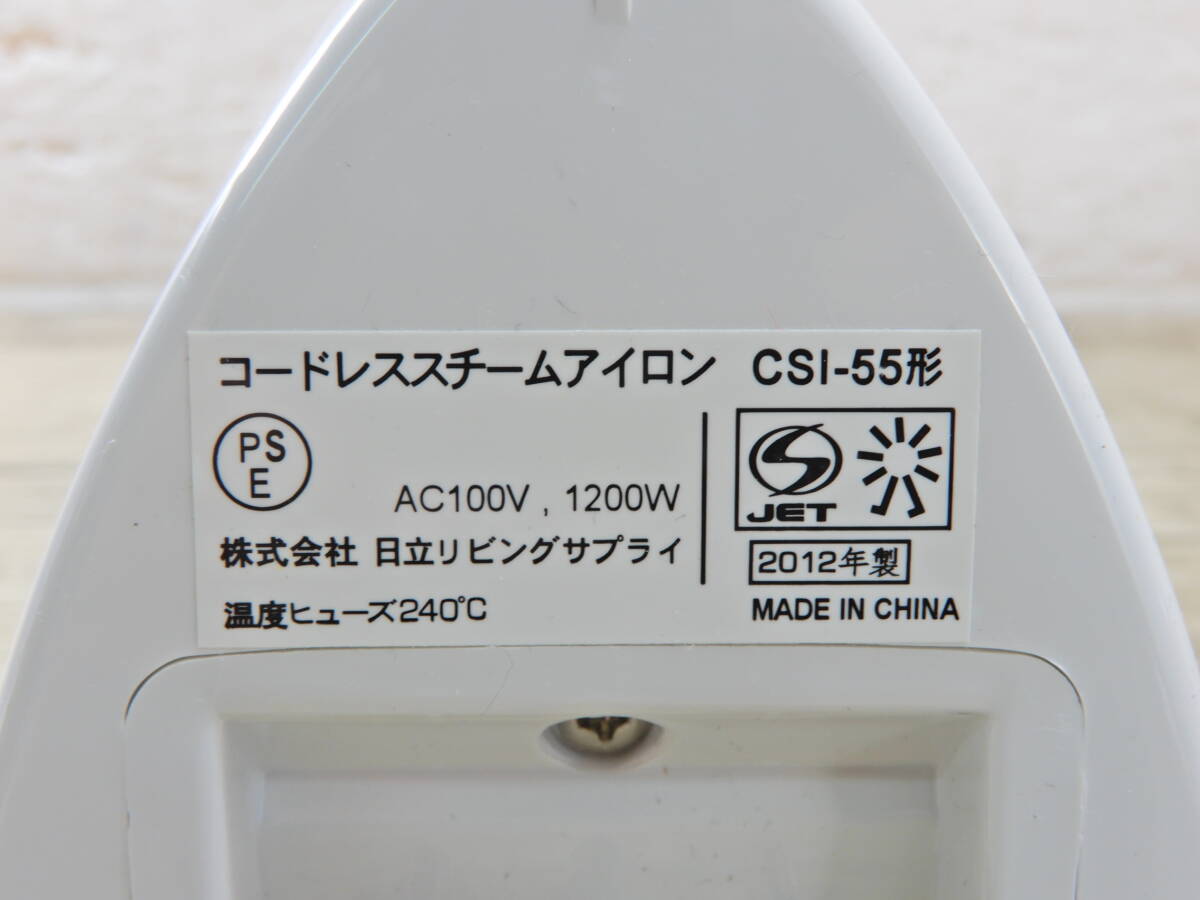 コードレススチームアイロン CSI-55形
PS
E
AC100V , 1200W
株式会社 日立リビングサプライ
温度ヒューズ240℃
S
JET
2012年製
MADE IN CHINA